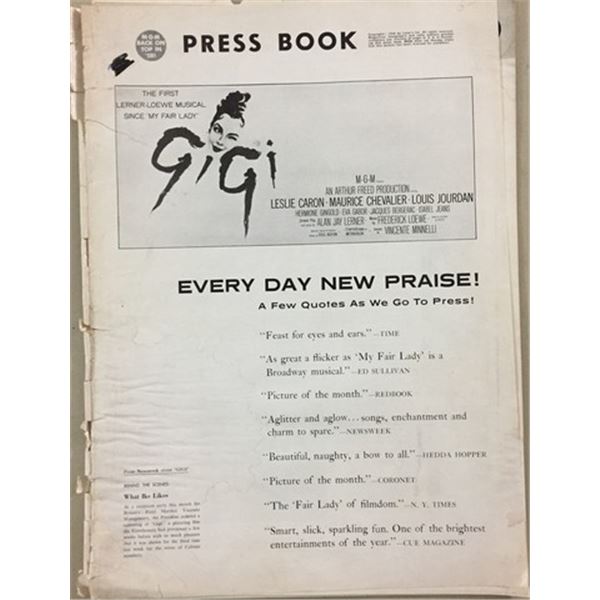 M-G-M
BACK ON
TOP IN
'58!
PRESS BOOK
THE FIRST
LERNER-LOEWE MUSICAL
SINCE 'MY FAIR LADY'
GiGi
M-G-M
AN ARTHUR FREED PRODUCTION
LESLIE CARON · MAURICE CHEVALIER · LOUIS JOURDAN
HERMIONE GINGOLD · EVA GABOR · JACQUES BERGERAC · ISABEL JEANS
ALAN JAY LERNER · FREDERICK LOEWE
VINCENTE MINNELLI
EVERY DAY NEW PRAISE!
A Few Quotes As We Go To Press!
"Feast for eyes and ears."—TIME
"As great a flicker as 'My Fair Lady' is a
Broadway musical."—ED SULLIVAN
"Picture of the month."—REDBOOK
"Aglitter and aglow... songs, enchantment and
charm to spare."—NEWSWEEK
"Beautiful, naughty, a bow to all."—HEDDA HOPPER
"Picture of the month."—CORONET
"The 'Fair Lady' of filmdom."—N. Y. TIMES
"Smart, slick, sparkling fun. One of the brightest
entertainments of the year."—CUE MAGAZINE
From Newsweek
BEHIND THE SCENES
What Ike Likes